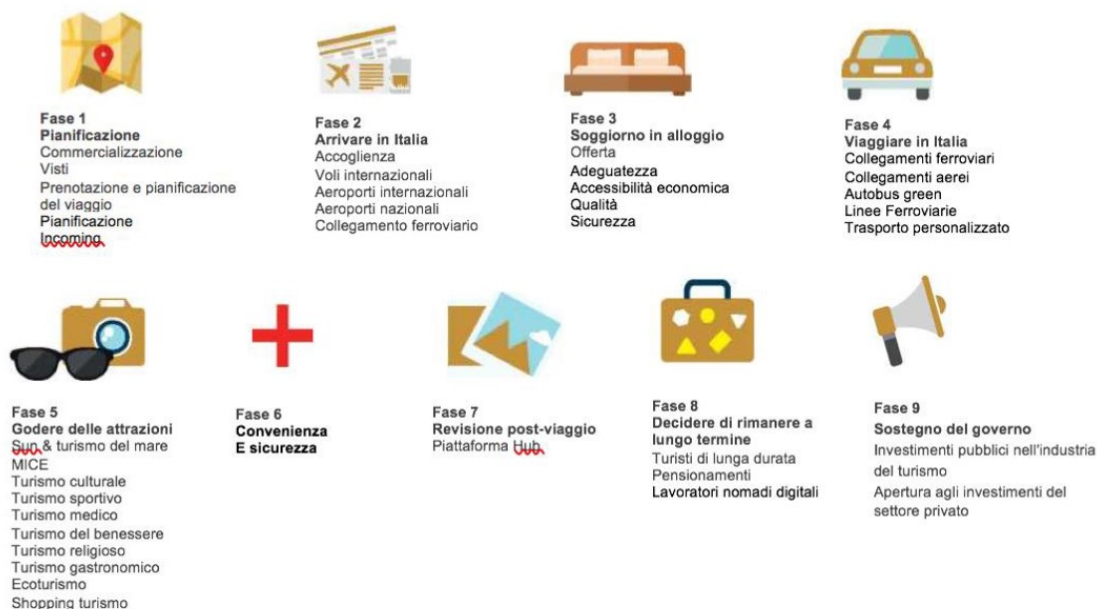 Fase 1
Pianificazione
Commercializzazione
Visti
Prenotazione e pianificazione
del viaggio
Pianificazione
Incoming
Fase 2
Arrivare in Italia
Accoglienza
Voli internazionali
Aeroporti internazionali
Aeroporti nazionali
Collegamento ferroviario
Fase 3
Soggiorno in alloggio
Offerta
Adeguatezza
Accessibilità economica
Qualità
Sicurezza
Fase 4
Viaggiare in Italia
Collegamenti ferroviari
Collegamenti aerei
Autobus green
Linee Ferroviarie
Trasporto personalizzato
Fase 5
Godere delle attrazioni
Sun & turismo del mare
MICE
Turismo culturale
Turismo sportivo
Turismo medico
Turismo del benessere
Turismo religioso
Turismo gastronomico
Ecoturismo
Shopping turismo
Fase 6
Convenienza
E sicurezza
Fase 7
Revisione post-viaggio
Piattaforma Hub
Fase 8
Decidere di rimanere a
lungo termine
Turisti di lunga durata
Pensionamenti
Lavoratori nomadi digitali
Fase 9
Sostegno del governo
Investimenti pubblici nell'industria
del turismo
Apertura agli investimenti del
settore privato